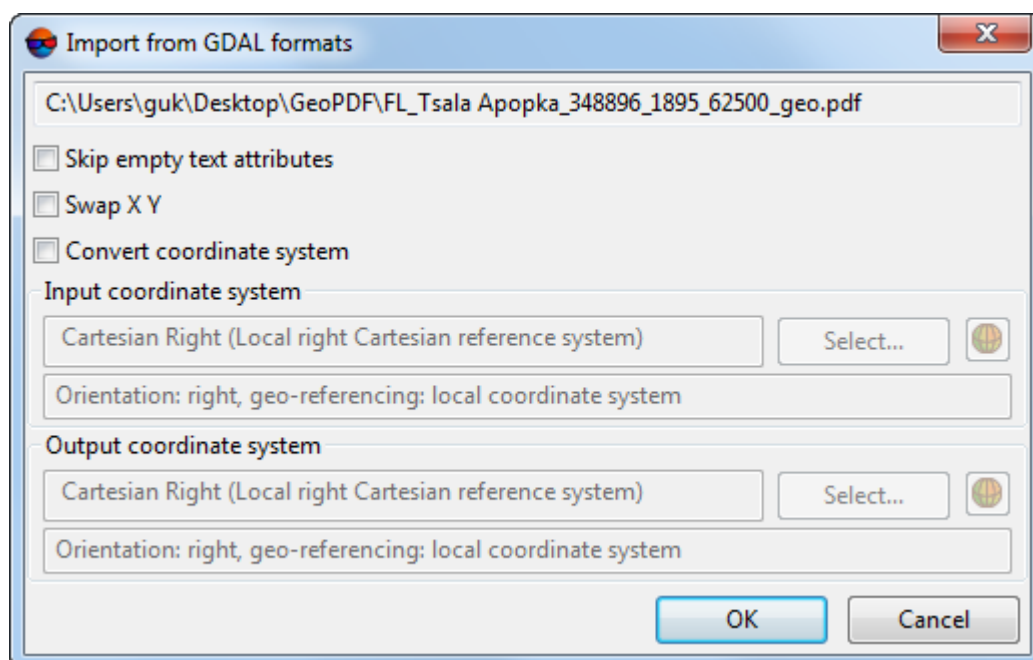 Import from GDAL formats
C:\Users\guk\Desktop\GeoPDF\FL_Tsala Apopka_348896_1895_62500_geo.pdf
Skip empty text attributes
Swap X Y
Convert coordinate system
Input coordinate system
Cartesian Right (Local right Cartesian reference system) Select...
Orientation: right, geo-referencing: local coordinate system
Output coordinate system
Cartesian Right (Local right Cartesian reference system) Select...
Orientation: right, geo-referencing: local coordinate system
OK Cancel